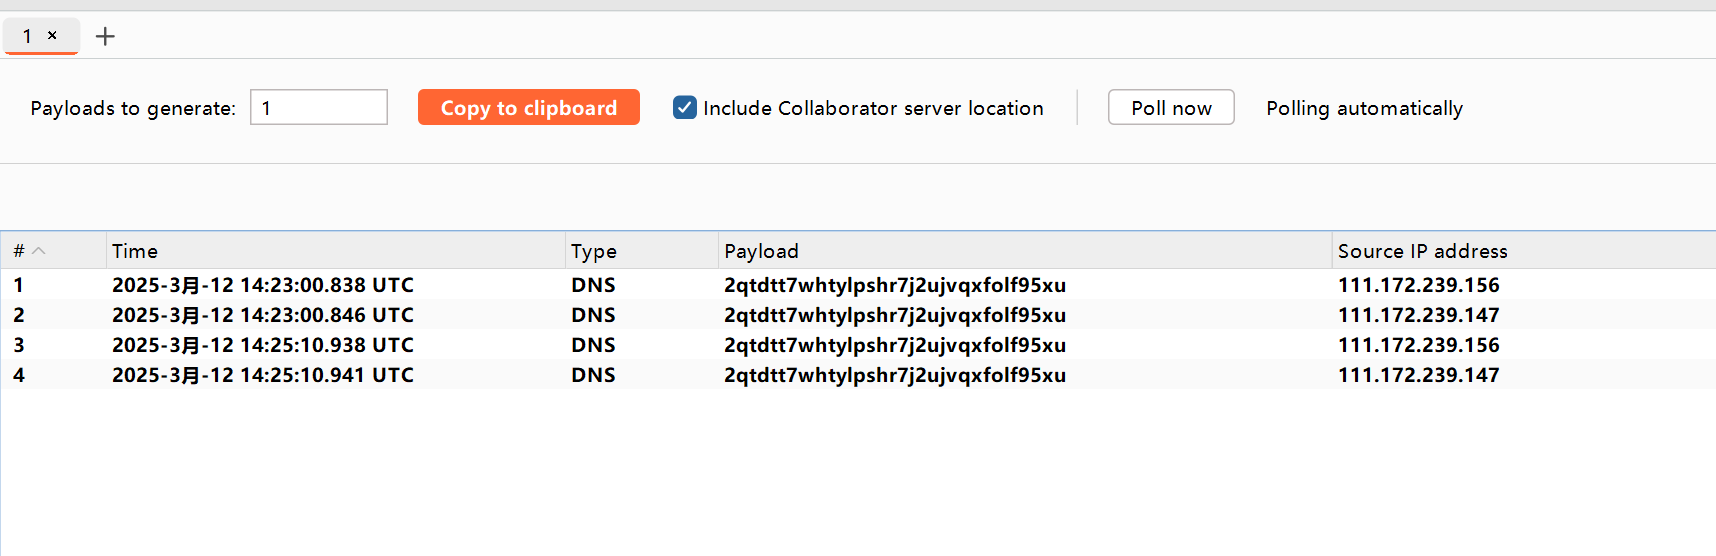 1 × +
Payloads to generate: 1 Copy to clipboard Include Collaborator server location Poll now Polling automatically
# Time Type Payload Source IP address
1 2025-3月-12 14:23:00.838 UTC DNS 2qtdtt7whtylpshr7j2ujvqxfolf95xu 111.172.239.156
2 2025-3月-12 14:23:00.846 UTC DNS 2qtdtt7whtylpshr7j2ujvqxfolf95xu 111.172.239.147
3 2025-3月-12 14:25:10.938 UTC DNS 2qtdtt7whtylpshr7j2ujvqxfolf95xu 111.172.239.156
4 2025-3月-12 14:25:10.941 UTC DNS 2qtdtt7whtylpshr7j2ujvqxfolf95xu 111.172.239.147